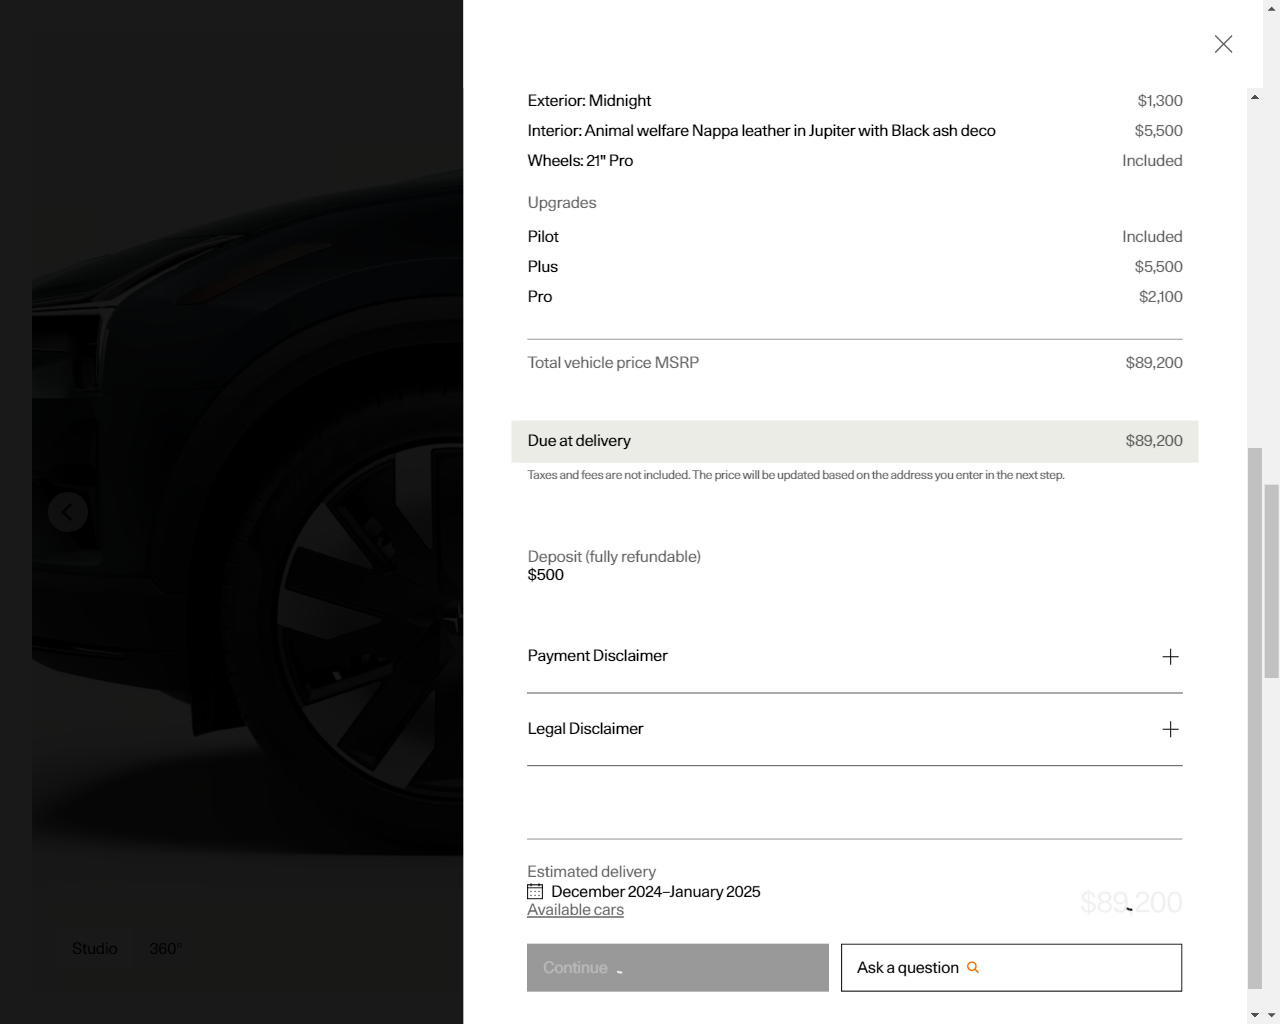 Exterior: Midnight $1,300
Interior: Animal welfare Nappa leather in Jupiter with Black ash deco $5,500
Wheels: 21" Pro Included
Upgrades
Pilot Included
Plus $5,500
Pro $2,100
Total vehicle price MSRP $89,200
Due at delivery $89,200
Taxes and fees are not included. The price will be updated based on the address you enter in the next step.
Deposit (fully refundable)
$500
Payment Disclaimer
Legal Disclaimer
Estimated delivery
December 2024–January 2025
Available cars
$89,200
Studio 360°
Continue
Ask a question